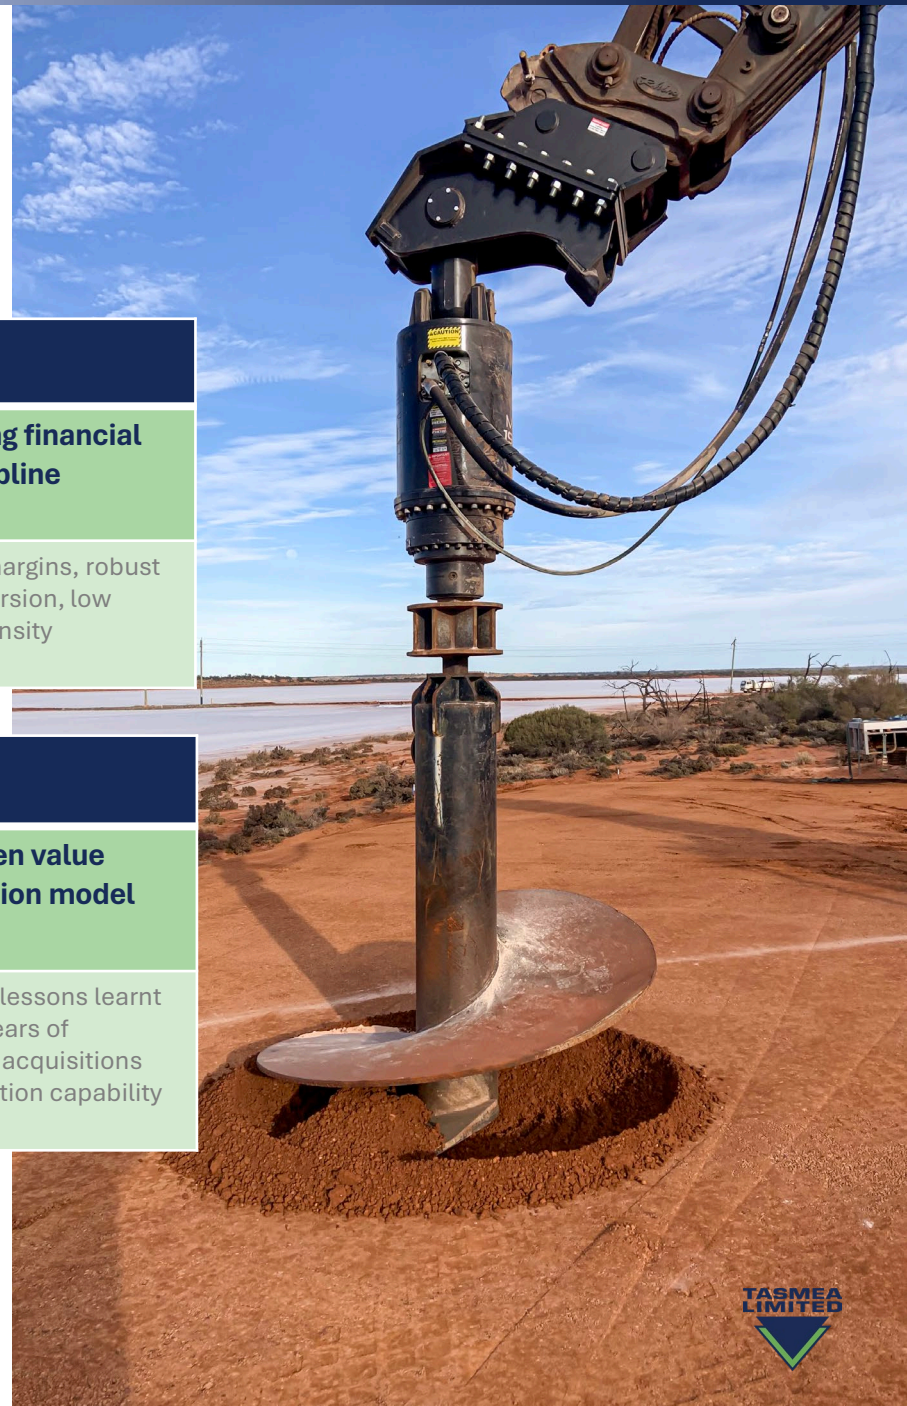 g financial
pline
argins, robust
rsion, low
nsity
en value
ion model
lessons learnt
ears of
acquisitions
tion capability
CAUTION
TASMEA
LIMITED